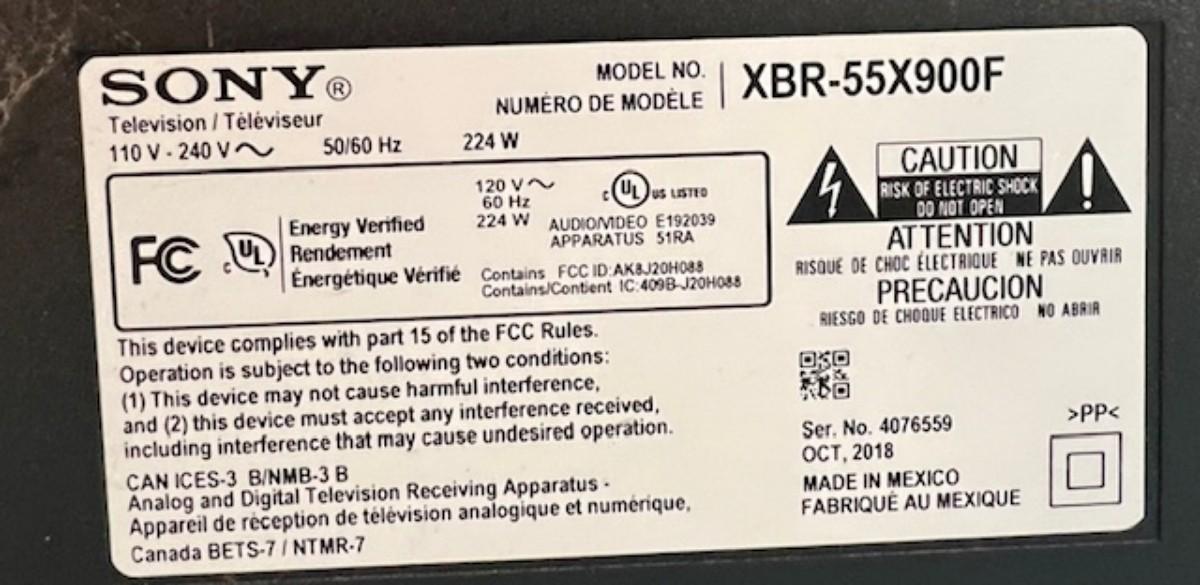 SONY®
Television / Téléviseur
110 V - 240 V ~ 50/60 Hz 224 W
MODEL NO.
NUMÉRO DE MODÈLE
XBR-55X900F
FC
c UL
Energy Verified
Rendement
Énergétique Vérifié
120 V ~
60 Hz
224 W
c UL US LISTED
AUDIO/VIDEO E192039
APPARATUS 51RA
Contains FCC ID:AK8J20H088
Contains/Contient IC:409B-J20H088
This device complies with part 15 of the FCC Rules.
Operation is subject to the following two conditions:
(1) This device may not cause harmful interference,
and (2) this device must accept any interference received,
including interference that may cause undesired operation.
CAN ICES-3 B/NMB-3 B
Analog and Digital Television Receiving Apparatus -
Appareil de réception de télévision analogique et numérique,
Canada BETS-7 / NTMR-7
CAUTION
RISK OF ELECTRIC SHOCK
DO NOT OPEN
ATTENTION
RISQUE DE CHOC ÉLECTRIQUE NE PAS OUVRIR
PRECAUCION
RIESGO DE CHOQUE ELECTRICO NO ABRIR
Ser. No. 4076559
OCT, 2018
MADE IN MEXICO
FABRIQUÉ AU MEXIQUE
>PP<